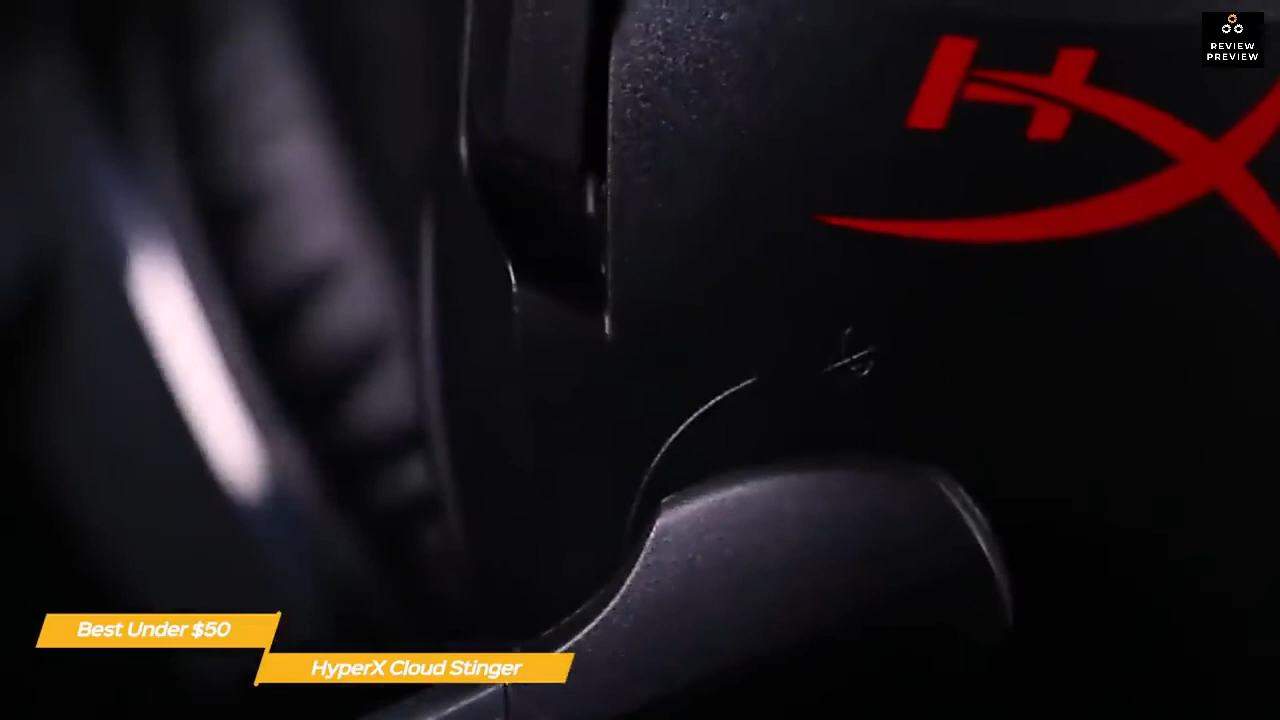 REVIEW
PREVIEW
HX
Best Under $50
HyperX Cloud Stinger